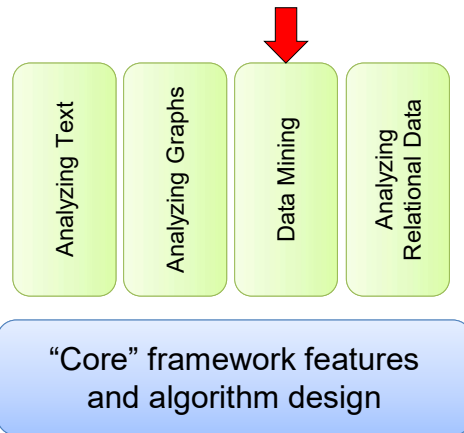 Analyzing Text
Analyzing Graphs
Data Mining
Analyzing
Relational Data
“Core” framework features
and algorithm design